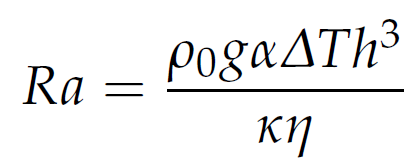 Ra = ρ₀gαΔTh³ / κη